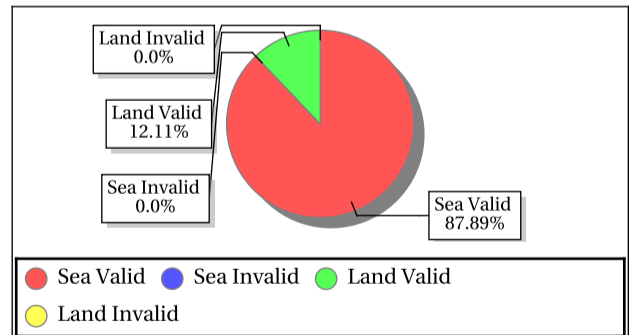 Land Invalid
0.0%
Land Valid
12.11%
Sea Invalid
0.0%
Sea Valid
87.89%
Sea Valid Sea Invalid Land Valid
Land Invalid